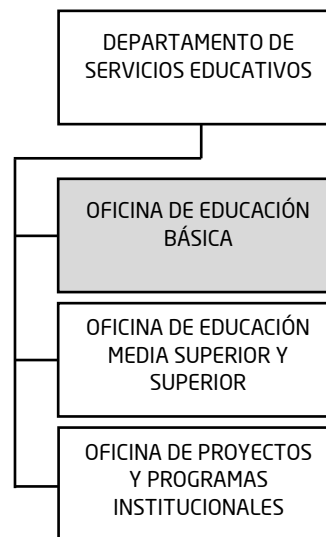 DEPARTAMENTO DE
SERVICIOS EDUCATIVOS
OFICINA DE EDUCACIÓN
BÁSICA
OFICINA DE EDUCACIÓN
MEDIA SUPERIOR Y
SUPERIOR
OFICINA DE PROYECTOS
Y PROGRAMAS
INSTITUCIONALES